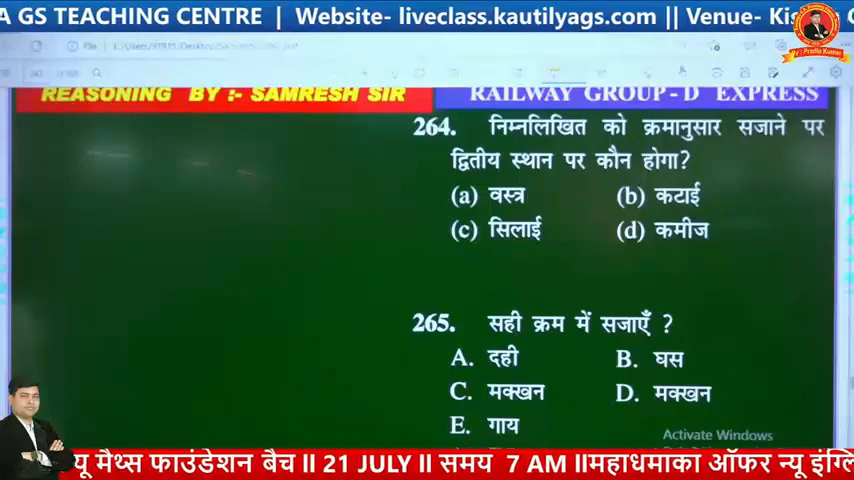 A GS TEACHING CENTRE | Website- liveclass.kautilyags.com || Venue- Ki
REASONING BY :- SAMRESH SIR
RAILWAY GROUP-D EXPRESS
264. निम्नलिखित को क्रमानुसार सजाने पर
द्वितीय स्थान पर कौन होगा?
(a) वस्त्र (b) कटाई
(c) सिलाई (d) कमीज
265. सही क्रम में सजाएँ ?
A. दही B. घस
C. मक्खन D. मक्खन
E. गाय
Activate Windows
यू मैथ्स फाउंडेशन बैच II 21 JULY II समय 7 AM IIमहाधमाका ऑफर न्यू इंग्लि